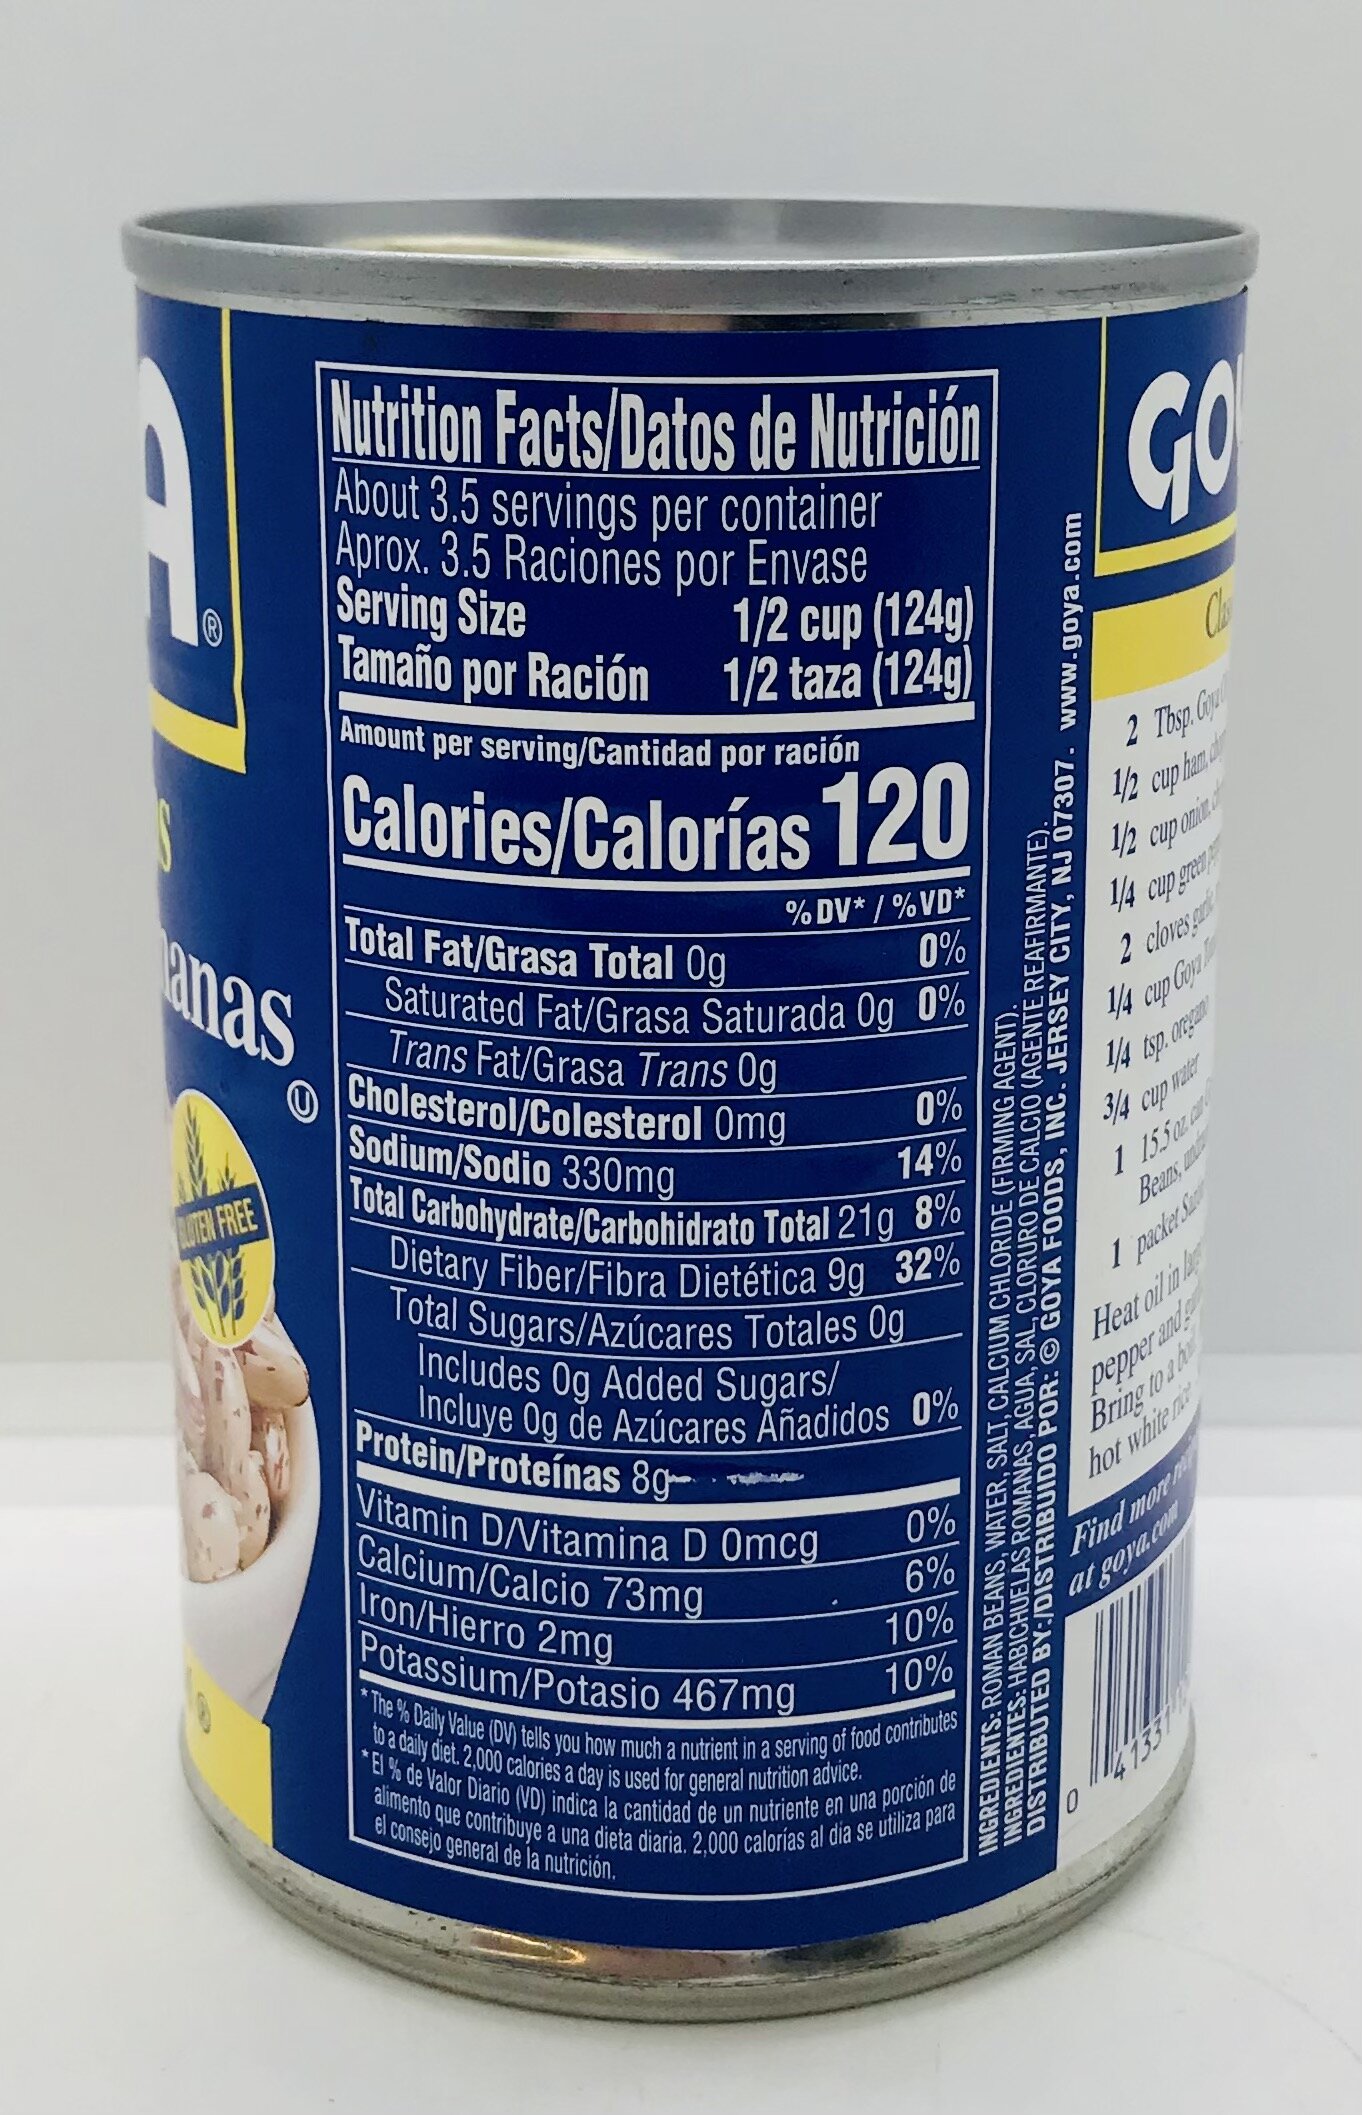 A
®
s
anas
U
GLUTEN FREE
Nutrition Facts/Datos de Nutrición
About 3.5 servings per container
Aprox. 3.5 Raciones por Envase
Serving Size 1/2 cup (124g)
Tamaño por Ración 1/2 taza (124g)
Amount per serving/Cantidad por ración
Calories/Calorías 120
% DV* / % VD*
Total Fat/Grasa Total 0g 0%
Saturated Fat/Grasa Saturada 0g 0%
Trans Fat/Grasa Trans 0g
Cholesterol/Colesterol 0mg 0%
Sodium/Sodio 330mg 14%
Total Carbohydrate/Carbohidrato Total 21g 8%
Dietary Fiber/Fibra Dietética 9g 32%
Total Sugars/Azúcares Totales 0g
Includes 0g Added Sugars/
Incluye 0g de Azúcares Añadidos 0%
Protein/Proteínas 8g
Vitamin D/Vitamina D 0mcg 0%
Calcium/Calcio 73mg 6%
Iron/Hierro 2mg 10%
Potassium/Potasio 467mg 10%
* The % Daily Value (DV) tells you how much a nutrient in a serving of food contributes
to a daily diet. 2,000 calories a day is used for general nutrition advice.
* El % de Valor Diario (VD) indica la cantidad de un nutriente en una porción de
alimento que contribuye a una dieta diaria. 2,000 calorías al día se utiliza para
el consejo general de la nutrición.
INGREDIENTS: ROMAN BEANS, WATER, SALT, CALCIUM CHLORIDE (FIRMING AGENT).
INGREDIENTES: HABICHUELAS ROMANAS, AGUA, SAL, CLORURO DE CALCIO (AGENTE REAFIRMANTE).
DISTRIBUTED BY:/DISTRIBUIDO POR: © GOYA FOODS, INC. JERSEY CITY, NJ 07307. www.goya.com
GO
2 Tbsp. Goya
1/2 cup ham,
1/2 cup onion,
1/4 cup green
2 cloves
1/4 cup Goya
1/4 tsp. oregano
3/4 cup water
1 15.5 oz. can
Beans,
1 packet
Heat oil in
pepper and
Bring to a
hot white rice
Find more
at goya.com
0 41331